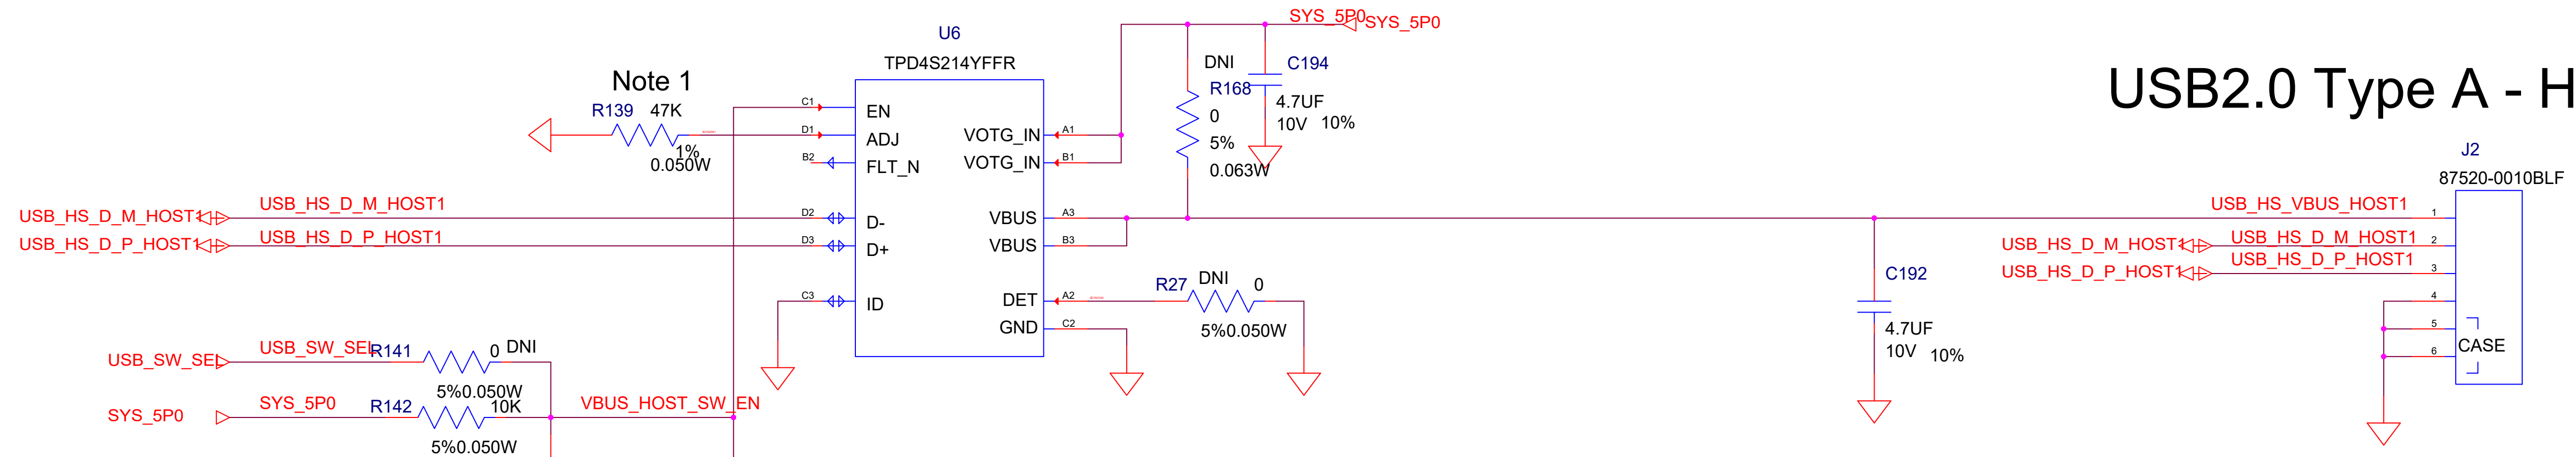 SYS_5P0
SYS_5P0
U6
TPD4S214YFFR
Note 1
R139 47K
1%
0.050W
C1
EN
D1
ADJ
B2
FLT_N
VOTG_IN
A1
VOTG_IN
B1
DNI
R168
0
5%
0.063W
C194
4.7UF
10V 10%
USB2.0 Type A - H
J2
87520-0010BLF
USB_HS_D_M_HOST1
USB_HS_D_M_HOST1
D2
D-
USB_HS_D_P_HOST1
USB_HS_D_P_HOST1
D3
D+
VBUS
A3
VBUS
B3
USB_HS_VBUS_HOST1
1
USB_HS_D_M_HOST1
USB_HS_D_M_HOST1
2
USB_HS_D_P_HOST1
USB_HS_D_P_HOST1
3
4
5
6
CASE
C3
ID
DET
A2
R27 DNI 0
5%0.050W
GND
C2
C192
4.7UF
10V 10%
USB_SW_SEL
USB_SW_SEL
R141
0 DNI
5%0.050W
SYS_5P0
SYS_5P0
R142
10K
5%0.050W
VBUS_HOST_SW_EN